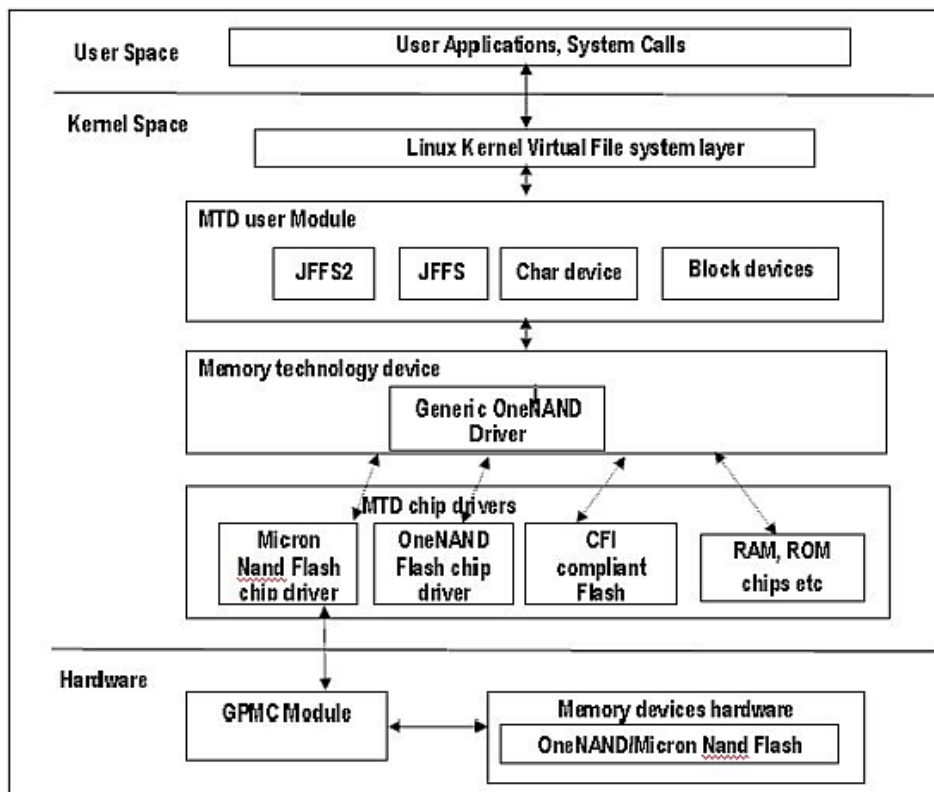 User Space
User Applications, System Calls
Kernel Space
Linux Kernel Virtual File system layer
MTD user Module
JFFS2
JFFS
Char device
Block devices
Memory technology device
Generic OneNAND
Driver
MTD chip drivers
Micron
Nand Flash
chip driver
OneNAND
Flash chip
driver
CFI
compliant
Flash
RAM, ROM
chips etc
Hardware
GPMC Module
Memory devices hardware
OneNAND/Micron Nand Flash